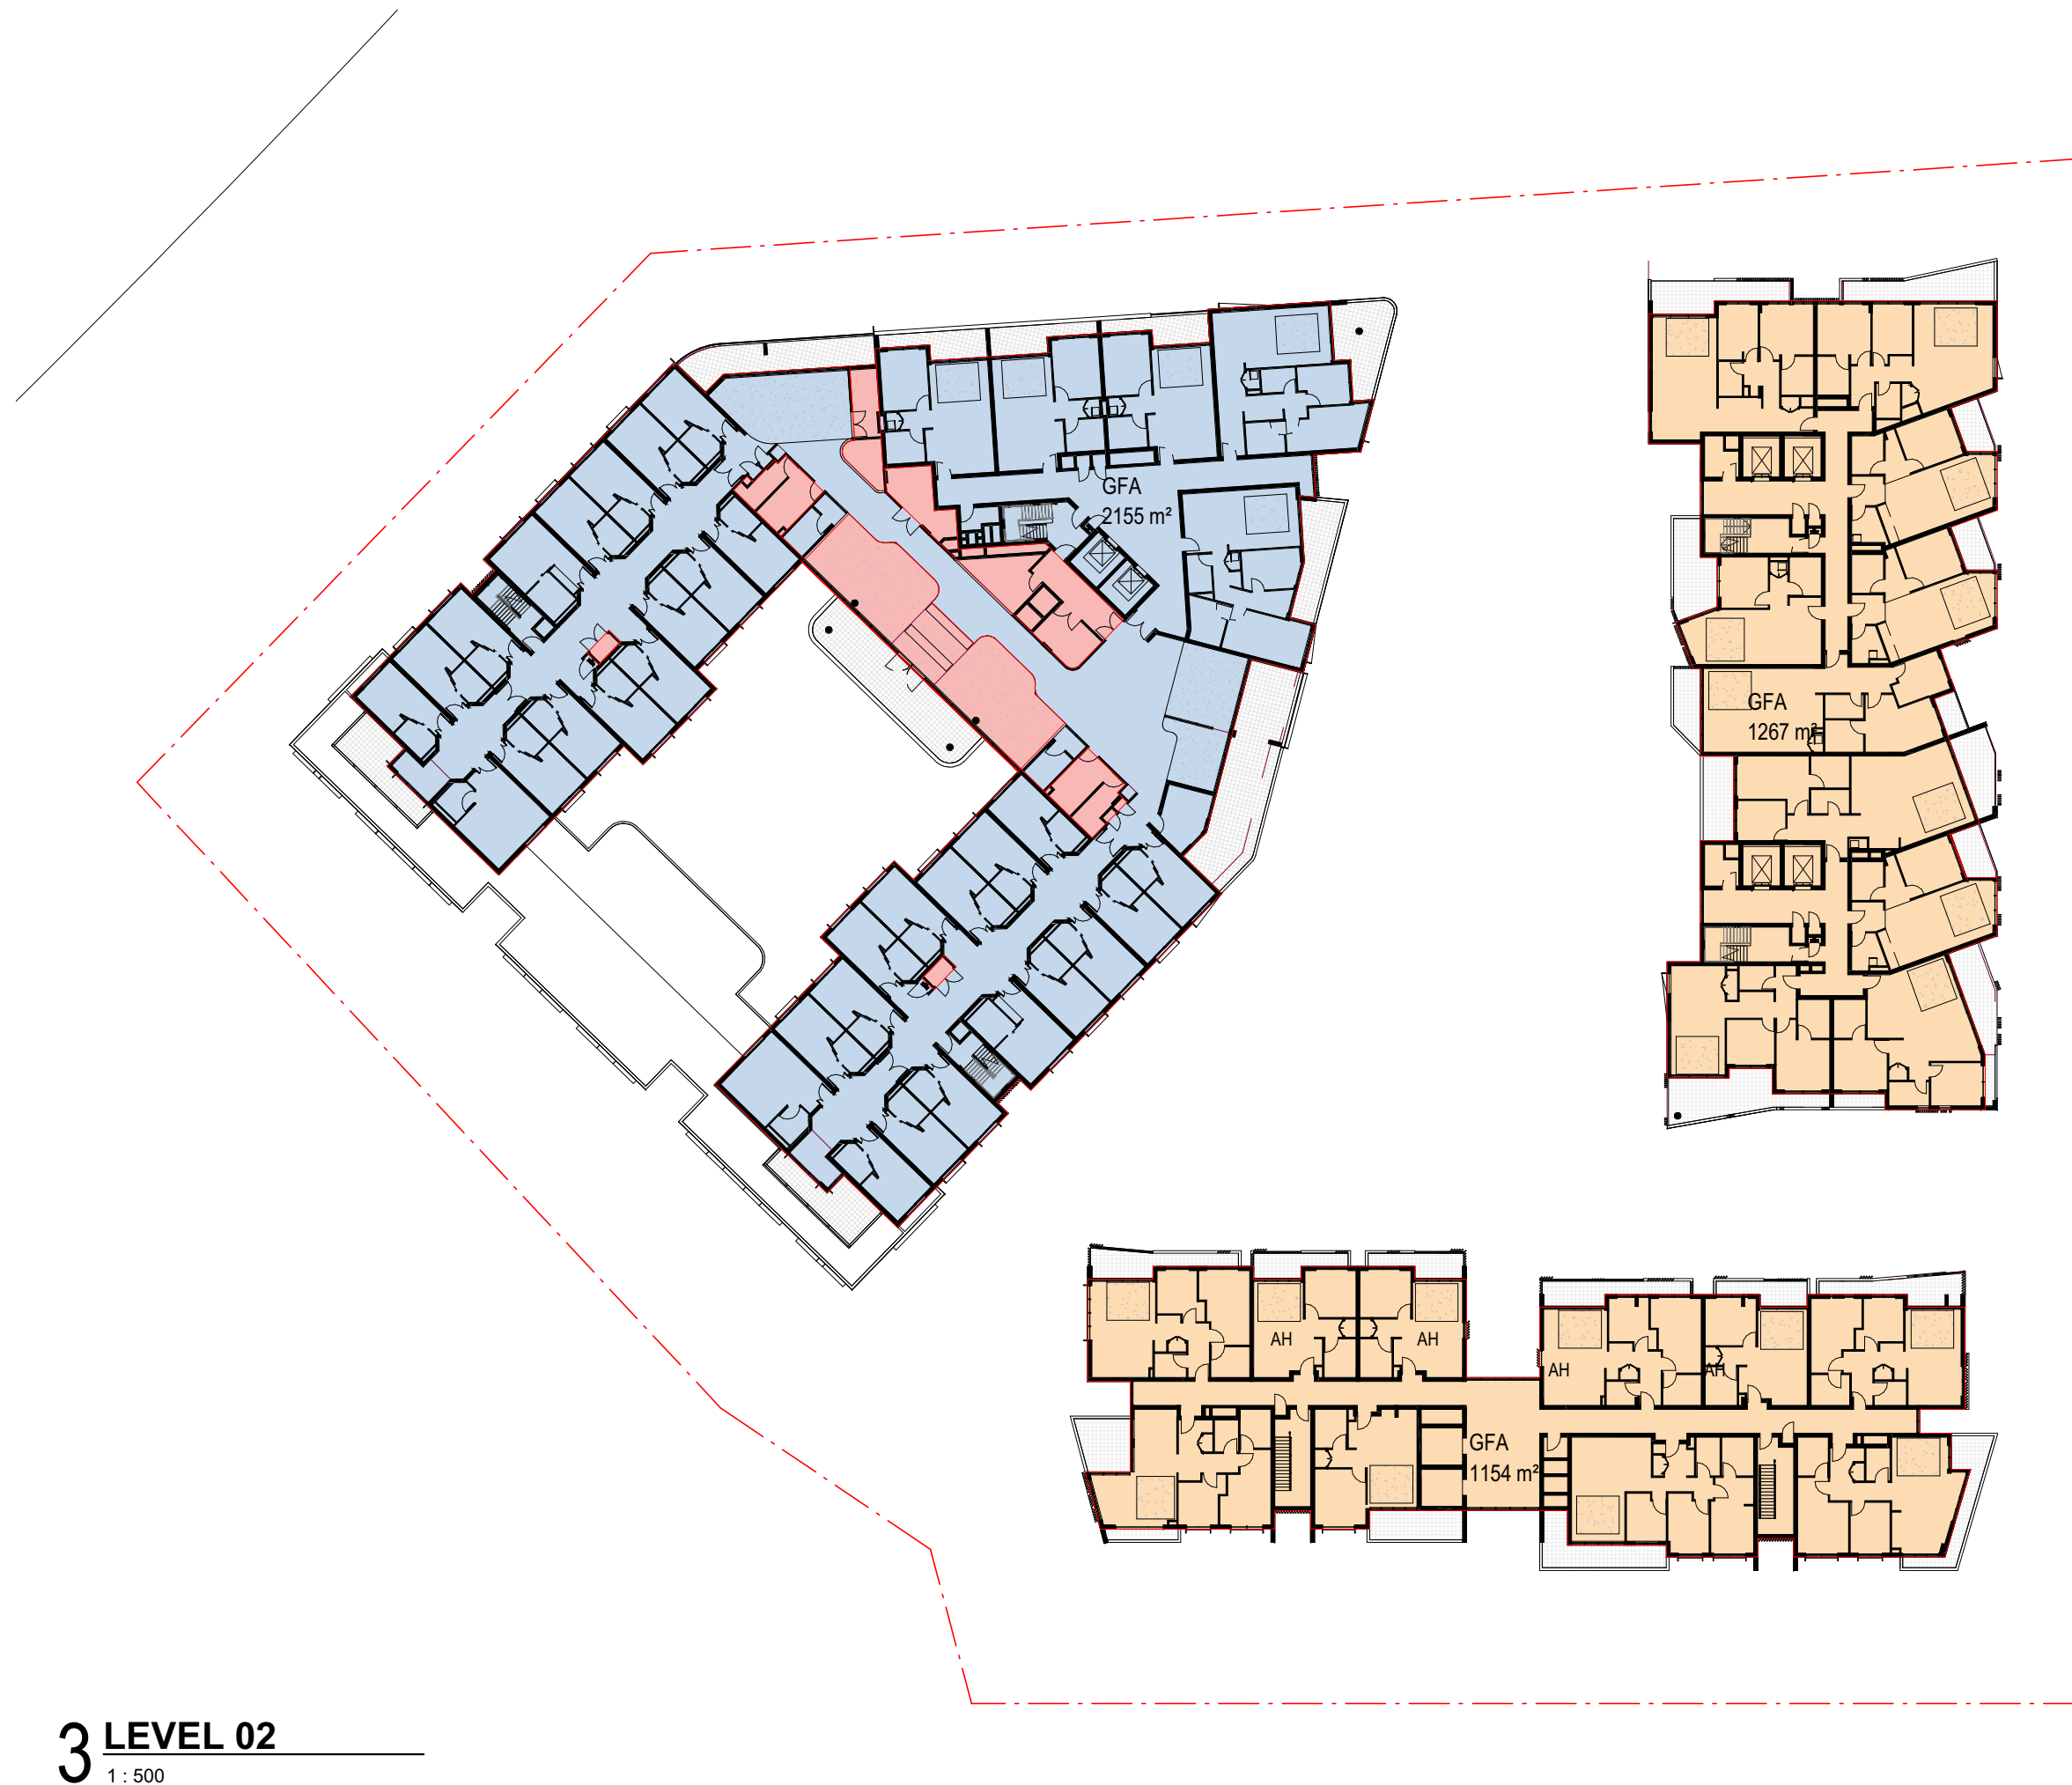 GFA
2155 m²
GFA
1267 m²
AH
AH
AH
AH
GFA
1154 m²
3 LEVEL 02
1 : 500